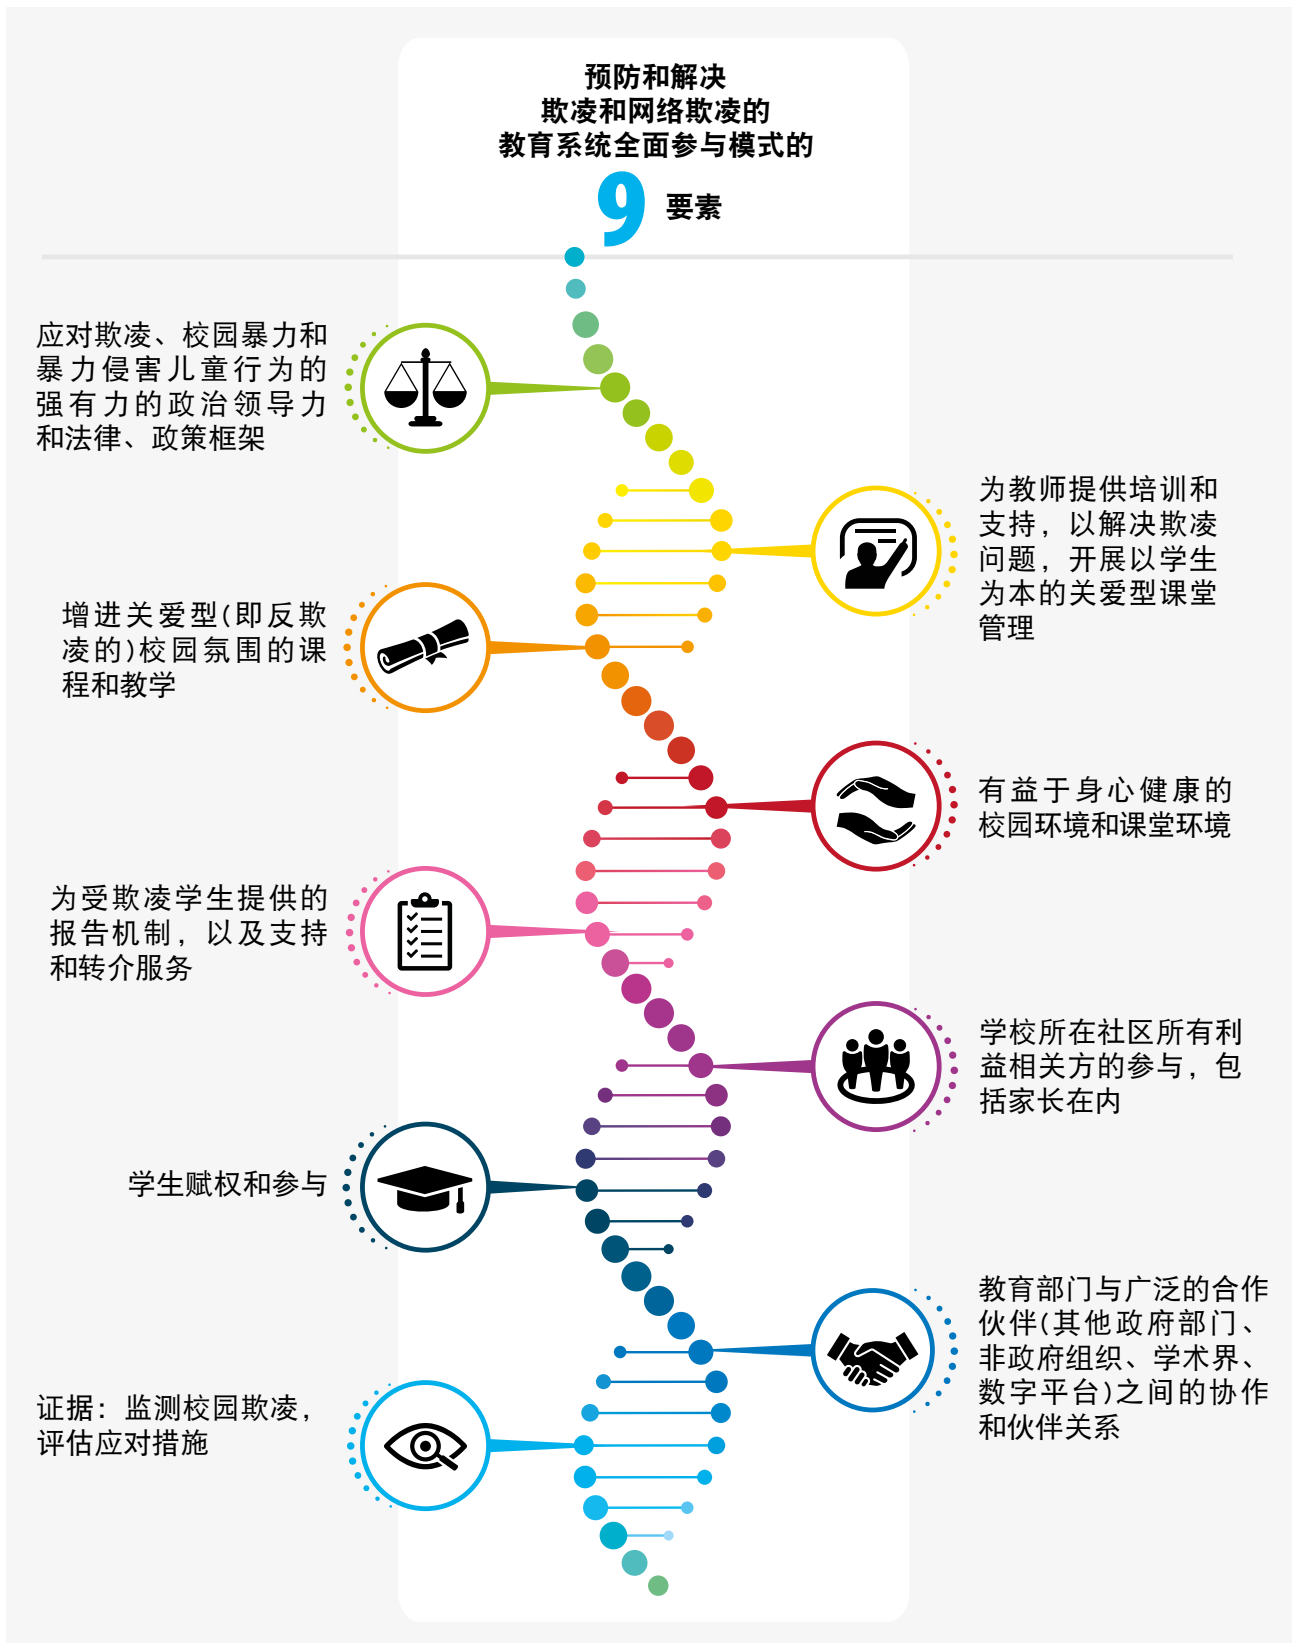 预防和解决
欺凌和网络欺凌的
教育系统全面参与模式的
9 要素
应对欺凌、校园暴力和
暴力侵害儿童行为的
强有力的政治领导力
和法律、政策框架
为教师提供培训和
支持，以解决欺凌
问题，开展以学生
为本的关爱型课堂
管理
增进关爱型(即反欺
凌的)校园氛围的课
程和教学
有益于身心健康的
校园环境和课堂环境
为受欺凌学生提供的
报告机制，以及支持
和转介服务
学校所在社区所有利
益相关方的参与，包
括家长在内
学生赋权和参与
教育部门与广泛的合作
伙伴(其他政府部门、
非政府组织、学术界、
数字平台)之间的协作
和伙伴关系
证据：监测校园欺凌，
评估应对措施